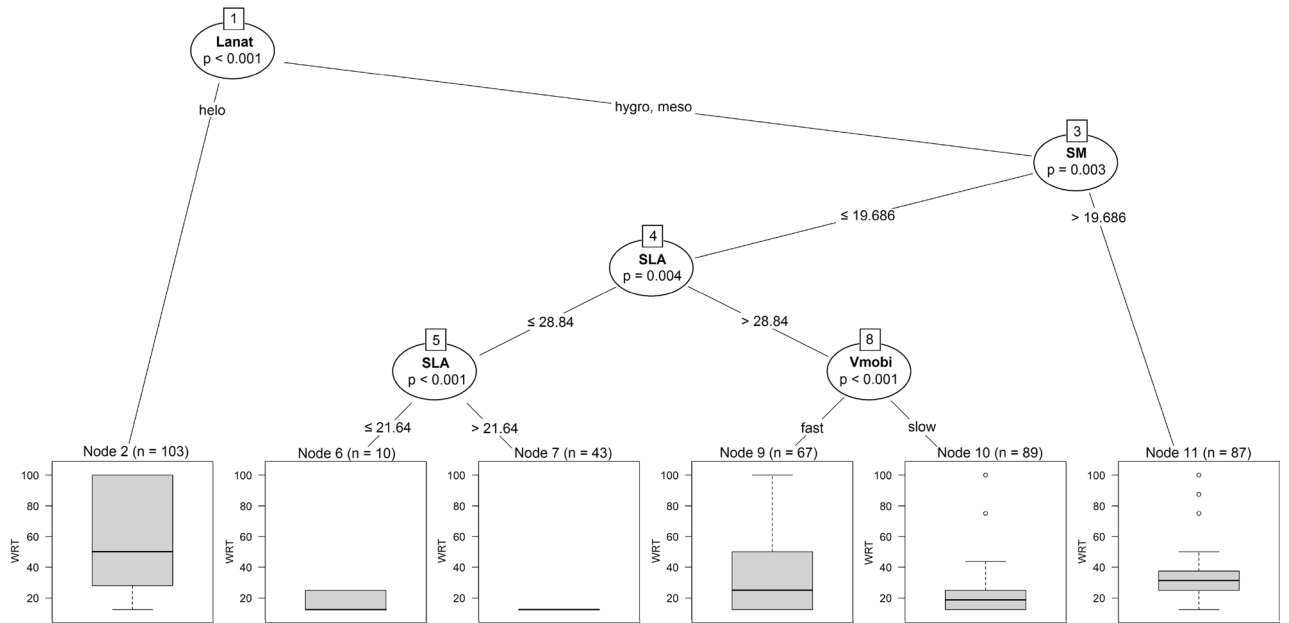 1
Lanat
p < 0.001
helo
hygro, meso
3
SM
p = 0.003
≤ 19.686
> 19.686
4
SLA
p = 0.004
≤ 28.84
> 28.84
5
SLA
p < 0.001
8
Vmobi
p < 0.001
≤ 21.64
> 21.64
fast
slow
Node 2 (n = 103)
100
80
60
40
20
WRT
Node 6 (n = 10)
100
80
60
40
20
WRT
Node 7 (n = 43)
100
80
60
40
20
WRT
Node 9 (n = 67)
100
80
60
40
20
WRT
Node 10 (n = 89)
100
80
60
40
20
WRT
Node 11 (n = 87)
100
80
60
40
20
WRT